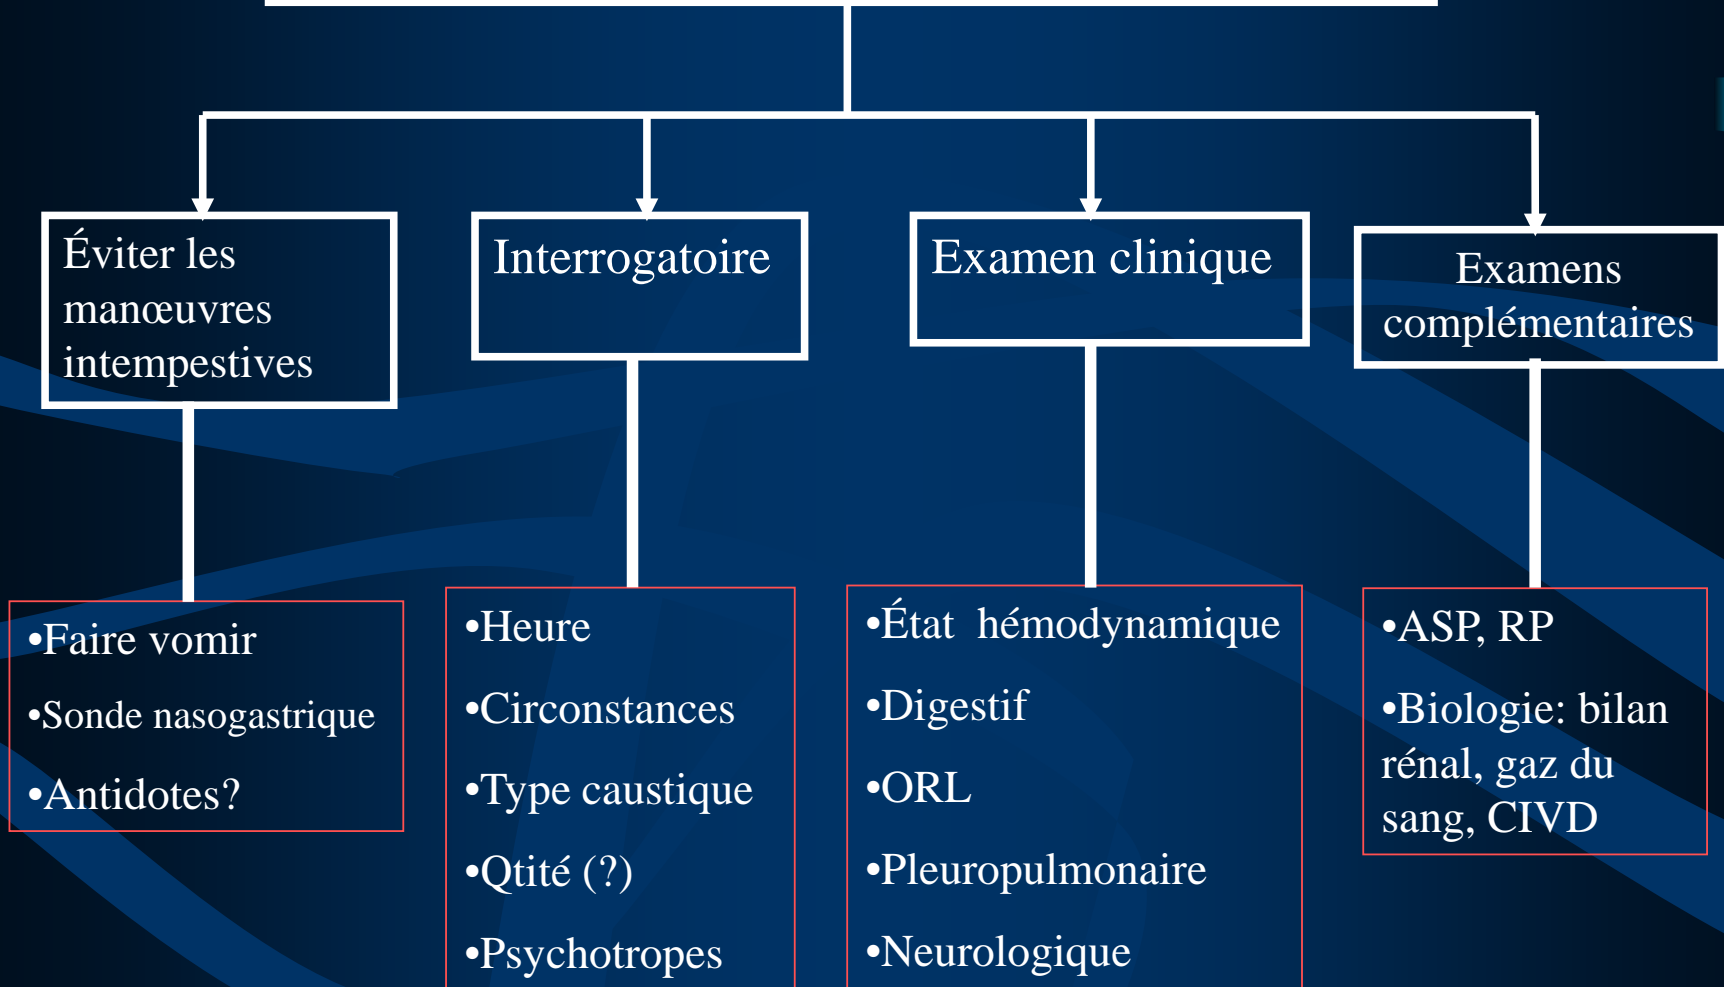 Éviter les
manœuvres
intempestives
Interrogatoire
Examen clinique
Examens
complémentaires
•Faire vomir
•Sonde nasogastrique
•Antidotes?
•Heure
•Circonstances
•Type caustique
•Qtité (?)
•Psychotropes
•État  hémodynamique
•Digestif
•ORL
•Pleuropulmonaire
•Neurologique
•ASP, RP
•Biologie: bilan
rénal, gaz du
sang, CIVD